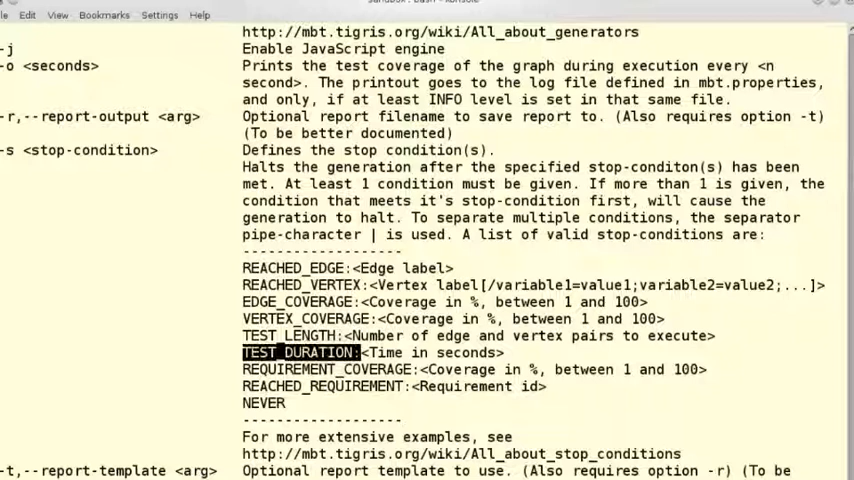 Edit View Bookmarks Settings Help
http://mbt.tigris.org/wiki/All_about_generators
-j Enable JavaScript engine
-o <seconds> Prints the test coverage of the graph during execution every <n
second>. The printout goes to the log file defined in mbt.properties,
and only, if at least INFO level is set in that same file.
-r,--report-output <arg> Optional report filename to save report to. (Also requires option -t)
(To be better documented)
-s <stop-condition> Defines the stop condition(s).
Halts the generation after the specified stop-conditon(s) has been
met. At least 1 condition must be given. If more than 1 is given, the
condition that meets it's stop-condition first, will cause the
generation to halt. To separate multiple conditions, the separator
pipe-character | is used. A list of valid stop-conditions are:
-------------------
REACHED_EDGE:<Edge label>
REACHED_VERTEX:<Vertex label[/variable1=value1;variable2=value2;...]>
EDGE_COVERAGE:<Coverage in %, between 1 and 100>
VERTEX_COVERAGE:<Coverage in %, between 1 and 100>
TEST_LENGTH:<Number of edge and vertex pairs to execute>
TEST_DURATION:<Time in seconds>
REQUIREMENT_COVERAGE:<Coverage in %, between 1 and 100>
REACHED_REQUIREMENT:<Requirement id>
NEVER
-------------------
For more extensive examples, see
http://mbt.tigris.org/wiki/All_about_stop_conditions
-t,--report-template <arg> Optional report template to use. (Also requires option -r) (To be